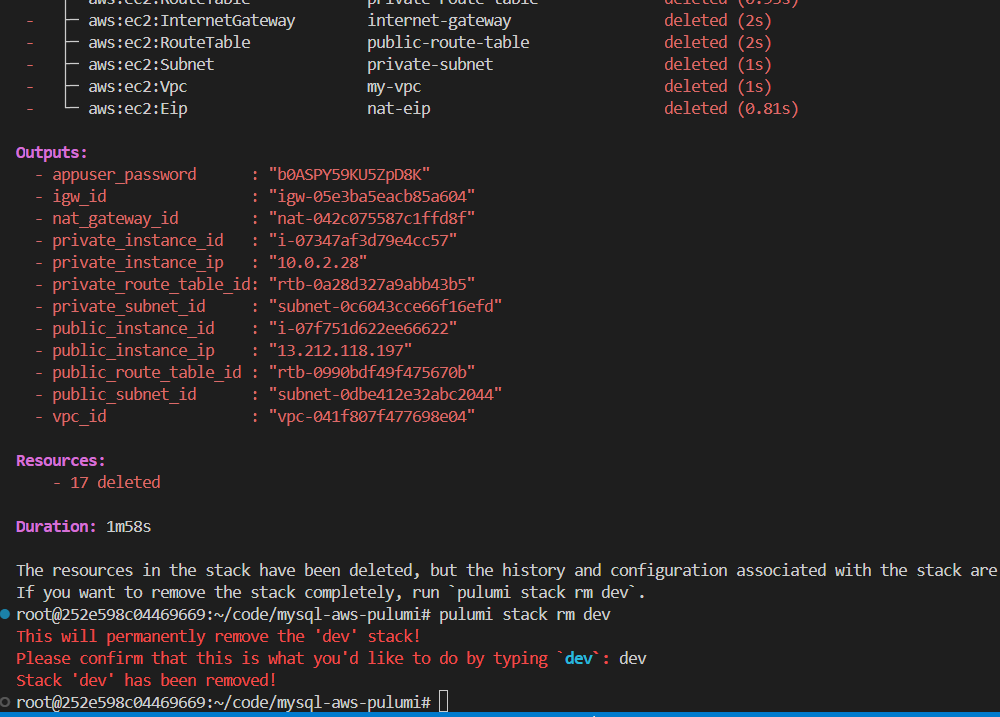 aws:ec2:RouteTable private-route-table deleted (0.93s)
- ├─ aws:ec2:InternetGateway internet-gateway deleted (2s)
- ├─ aws:ec2:RouteTable public-route-table deleted (2s)
- ├─ aws:ec2:Subnet private-subnet deleted (1s)
- ├─ aws:ec2:Vpc my-vpc deleted (1s)
- └─ aws:ec2:Eip nat-eip deleted (0.81s)
Outputs:
- appuser_password : "b0ASPY59KU5ZpD8K"
- igw_id : "igw-05e3ba5eacb85a604"
- nat_gateway_id : "nat-042c075587c1ffd8f"
- private_instance_id : "i-07347af3d79e4cc57"
- private_instance_ip : "10.0.2.28"
- private_route_table_id: "rtb-0a28d327a9abb43b5"
- private_subnet_id : "subnet-0c6043cce66f16efd"
- public_instance_id : "i-07f751d622ee66622"
- public_instance_ip : "13.212.118.197"
- public_route_table_id : "rtb-0990bdf49f475670b"
- public_subnet_id : "subnet-0dbe412e32abc2044"
- vpc_id : "vpc-041f807f477698e04"
Resources:
- 17 deleted
Duration: 1m58s
The resources in the stack have been deleted, but the history and configuration associated with the stack are
If you want to remove the stack completely, run `pulumi stack rm dev`.
root@252e598c04469669:~/code/mysql-aws-pulumi# pulumi stack rm dev
This will permanently remove the 'dev' stack!
Please confirm that this is what you'd like to do by typing `dev`: dev
Stack 'dev' has been removed!
root@252e598c04469669:~/code/mysql-aws-pulumi#